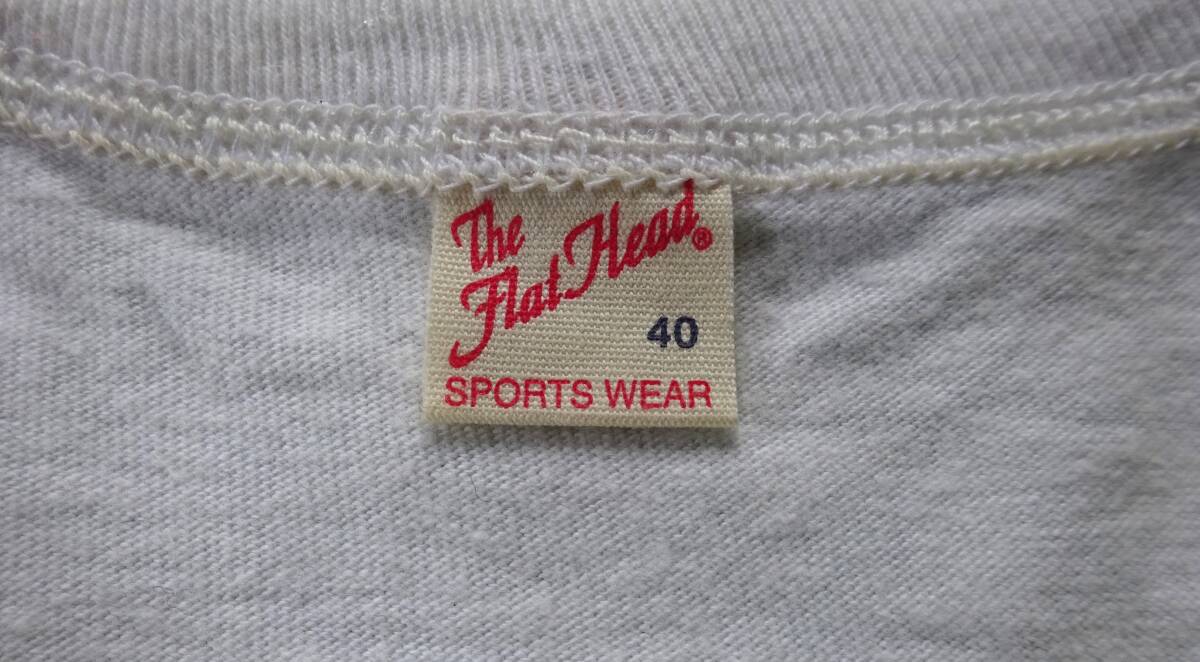 The
Flat Head®
40
SPORTS WEAR